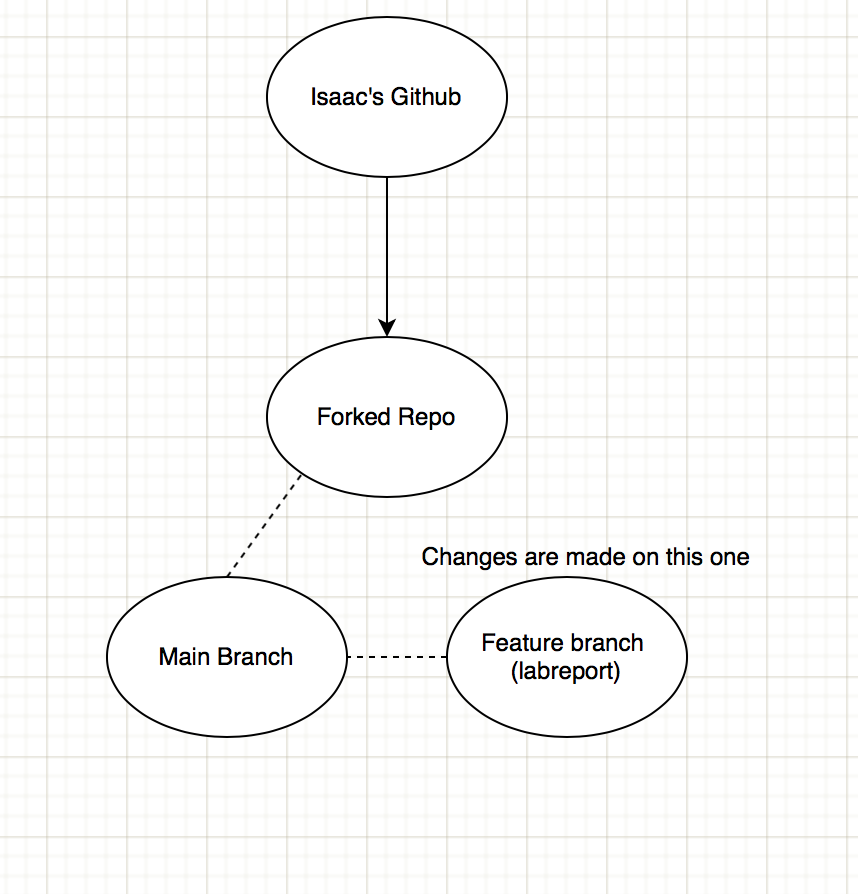 Isaac's Github
Forked Repo
Changes are made on this one
Main Branch
Feature branch
(labreport)